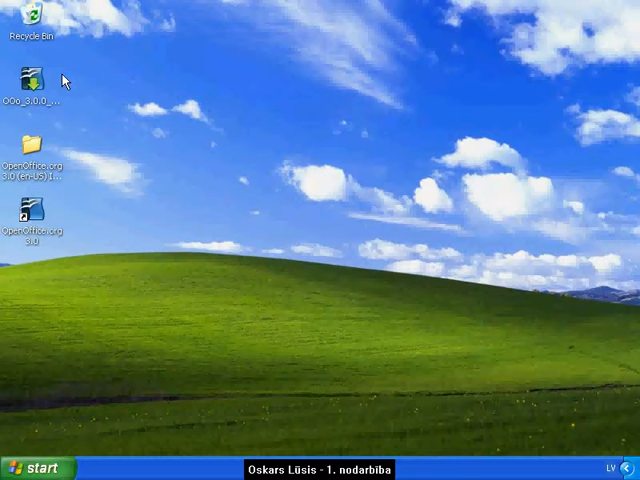 Recycle Bin
OOo_3.0.0_...
OpenOffice.org
3.0 (en-US) I...
OpenOffice.org
3.0
start
Oskars Lūsis - 1. nodarbība
LV